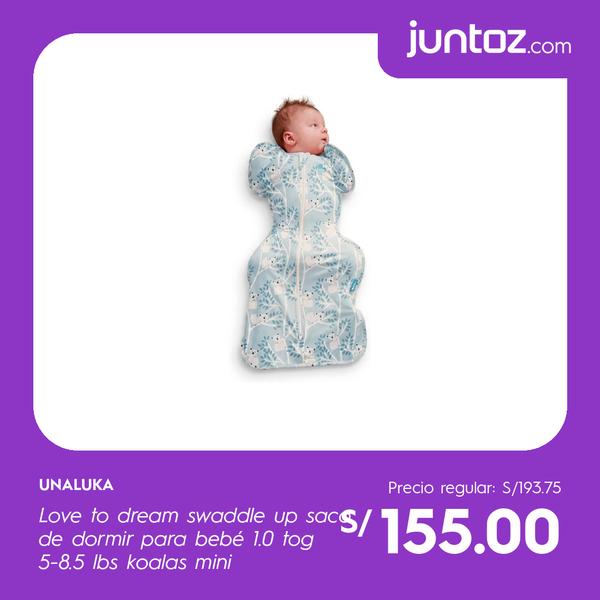 juntoz.com
UNALUKA
Love to dream swaddle up saco
de dormir para bebé 1.0 tog
5-8.5 lbs koalas mini
Precio regular: S/193.75
S/155.00